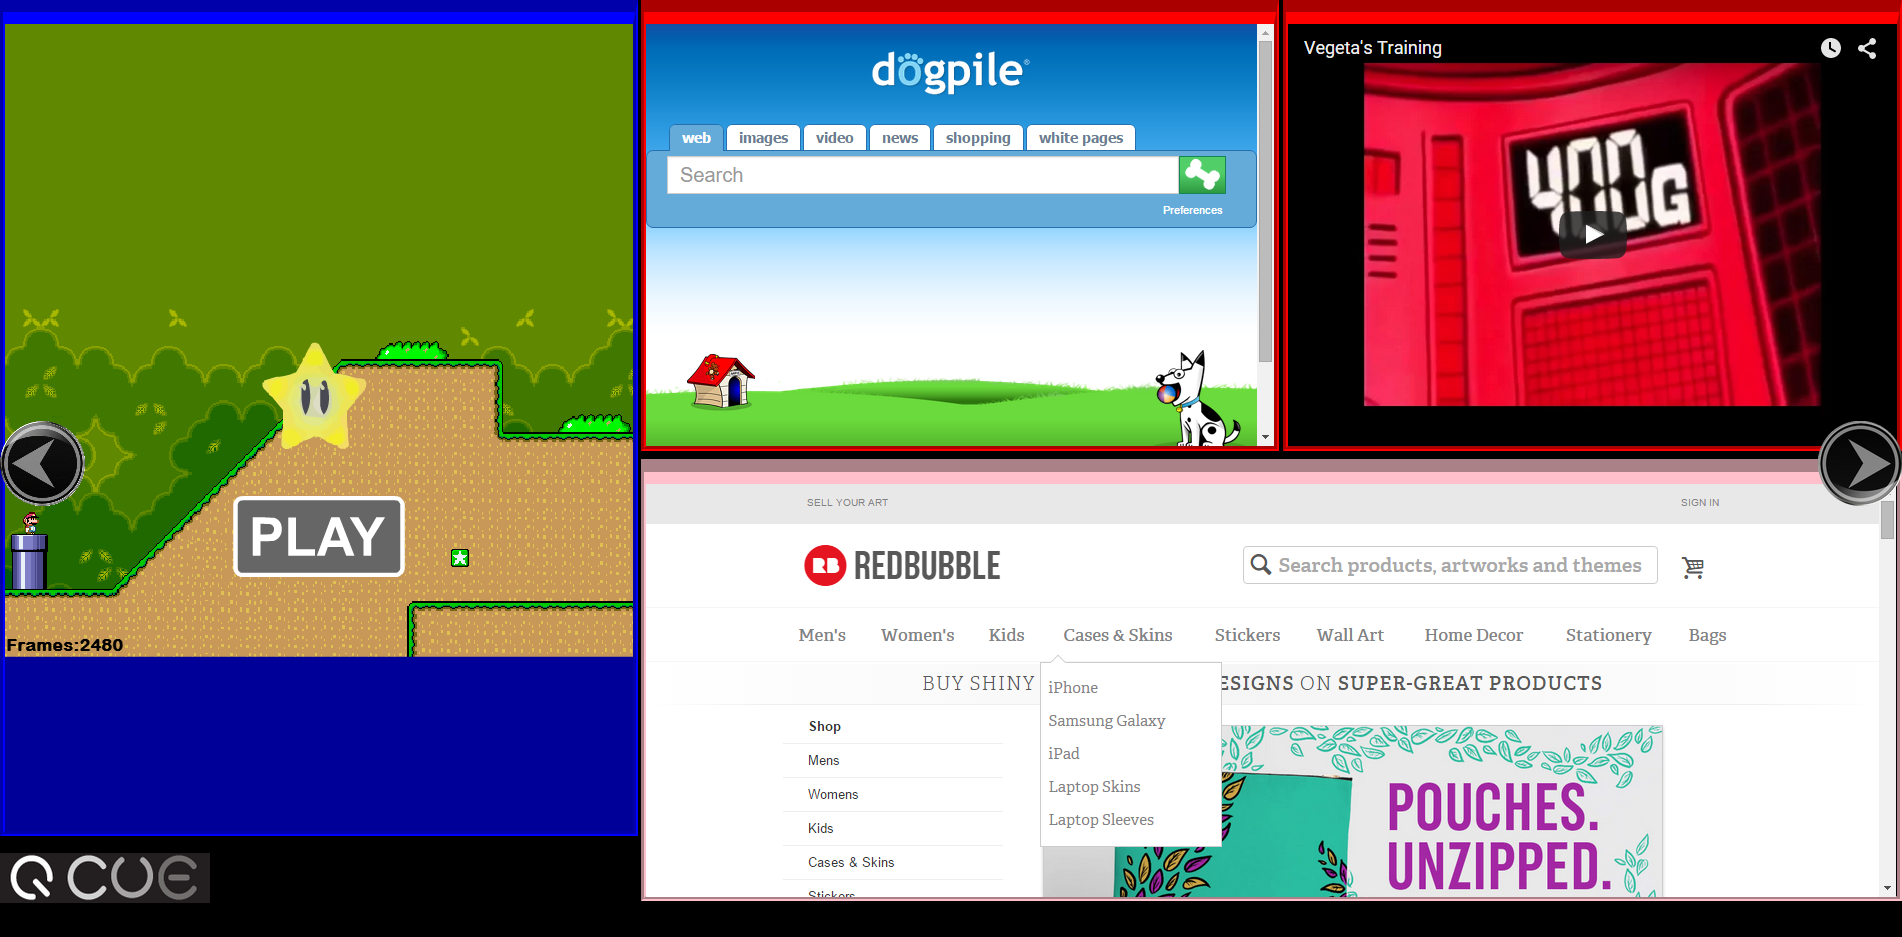 PLAY
Frames:2480
Q CUE
dogpile
web images video news shopping white pages
Search
Preferences
Vegeta's Training
400G
SELL YOUR ART SIGN IN
RB REDBUBBLE
Search products, artworks and themes
Men's Women's Kids Cases & Skins Stickers Wall Art Home Decor Stationery Bags
BUY SHINY ESIGNS ON SUPER-GREAT PRODUCTS
iPhone
Samsung Galaxy
iPad
Laptop Skins
Laptop Sleeves
Shop
Mens
Womens
Kids
Cases & Skins
Stickers
POUCHES.
UNZIPPED.